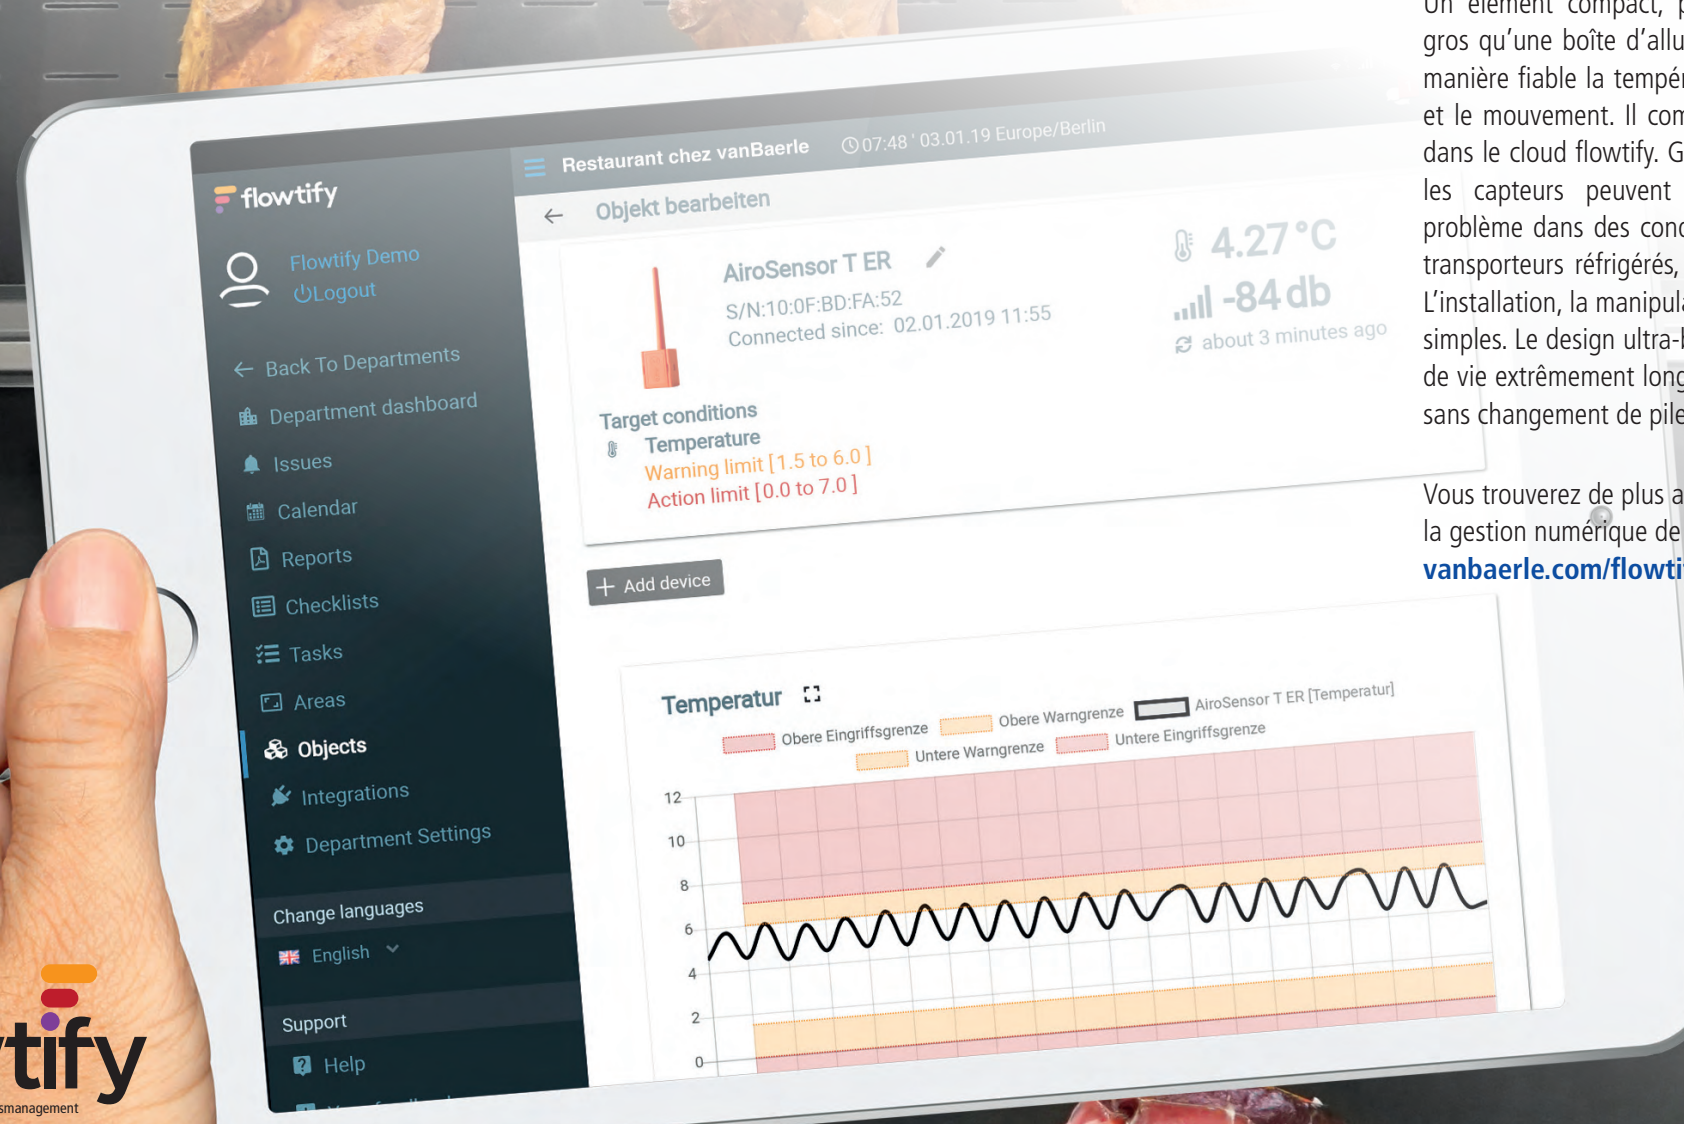 flowtify
Flowtify Demo
Logout
Back To Departments
Department dashboard
Issues
Calendar
Reports
Checklists
Tasks
Areas
Objects
Integrations
Department Settings
Change languages
English
Support
Help
Restaurant chez vanBaerle 07:48 ' 03.01.19 Europe/Berlin
Objekt bearbeiten
AiroSensor T ER
S/N:10:0F:BD:FA:52
Connected since: 02.01.2019 11:55
4.27 °C
-84 db
about 3 minutes ago
Target conditions
Temperature
Warning limit [ 1.5 to 6.0 ]
Action limit [ 0.0 to 7.0 ]
+ Add device
Temperatur
Obere Eingriffsgrenze Obere Warngrenze AiroSensor T ER [Temperatur]
Untere Warngrenze Untere Eingriffsgrenze
12
10
8
6
4
2
0
Un élément compact, p
gros qu’une boîte d’allu
manière fiable la tempér
et le mouvement. Il com
dans le cloud flowtify. G
les capteurs peuvent
problème dans des cond
transporteurs réfrigérés,
L’installation, la manipula
simples. Le design ultra-b
de vie extrêmement long
sans changement de pile
Vous trouverez de plus a
la gestion numérique de
vanbaerle.com/flowti
tify
smanagement